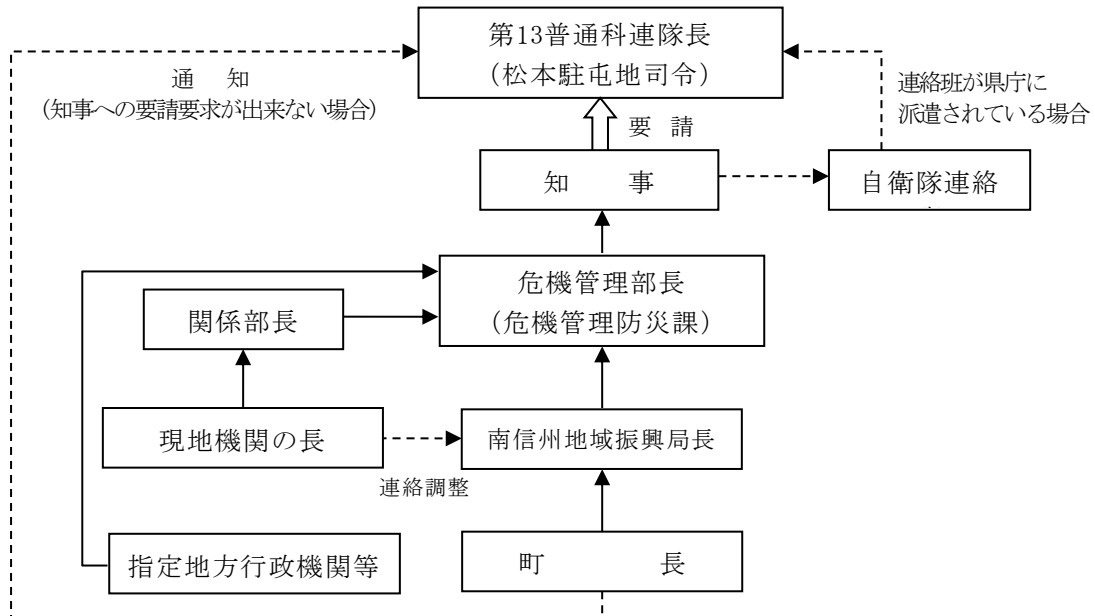 第13普通科連隊長
(松本駐屯地司令)
通 知
(知事への要請要求が出来ない場合)
連絡班が県庁に
派遣されている場合
要 請
知 事
自衛隊連絡
危機管理部長
(危機管理防災課)
関係部長
現地機関の長
南信州地域振興局長
連絡調整
指定地方行政機関等
町 長